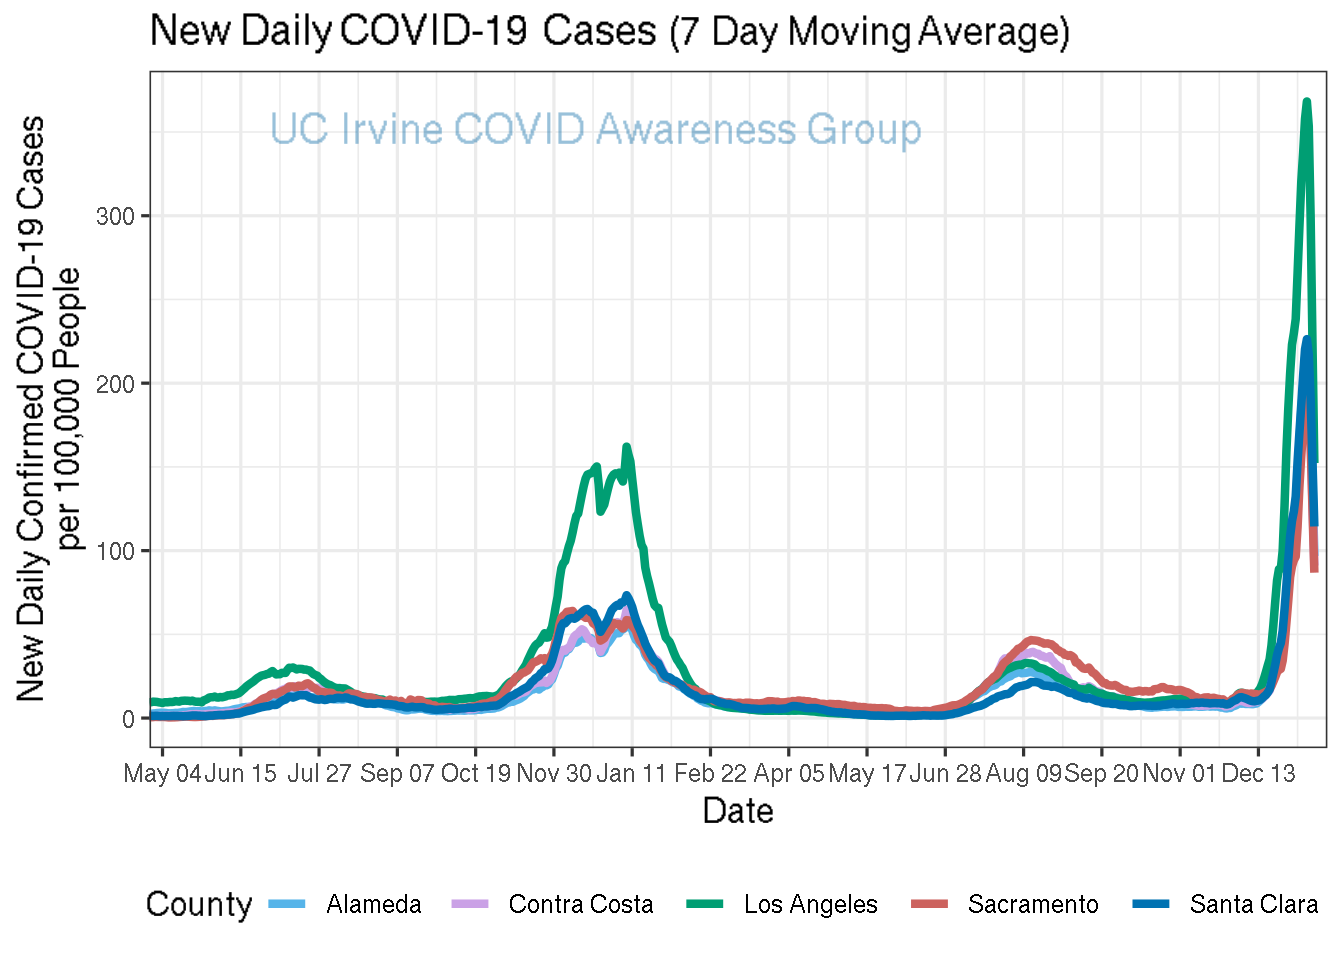 New Daily COVID-19 Cases (7 Day Moving Average)
UC Irvine COVID Awareness Group
New Daily Confirmed COVID-19 Cases
per 100,000 People
300
200
100
0
May 04 Jun 15 Jul 27 Sep 07 Oct 19 Nov 30 Jan 11 Feb 22 Apr 05 May 17 Jun 28 Aug 09 Sep 20 Nov 01 Dec 13
Date
County Alameda Contra Costa Los Angeles Sacramento Santa Clara